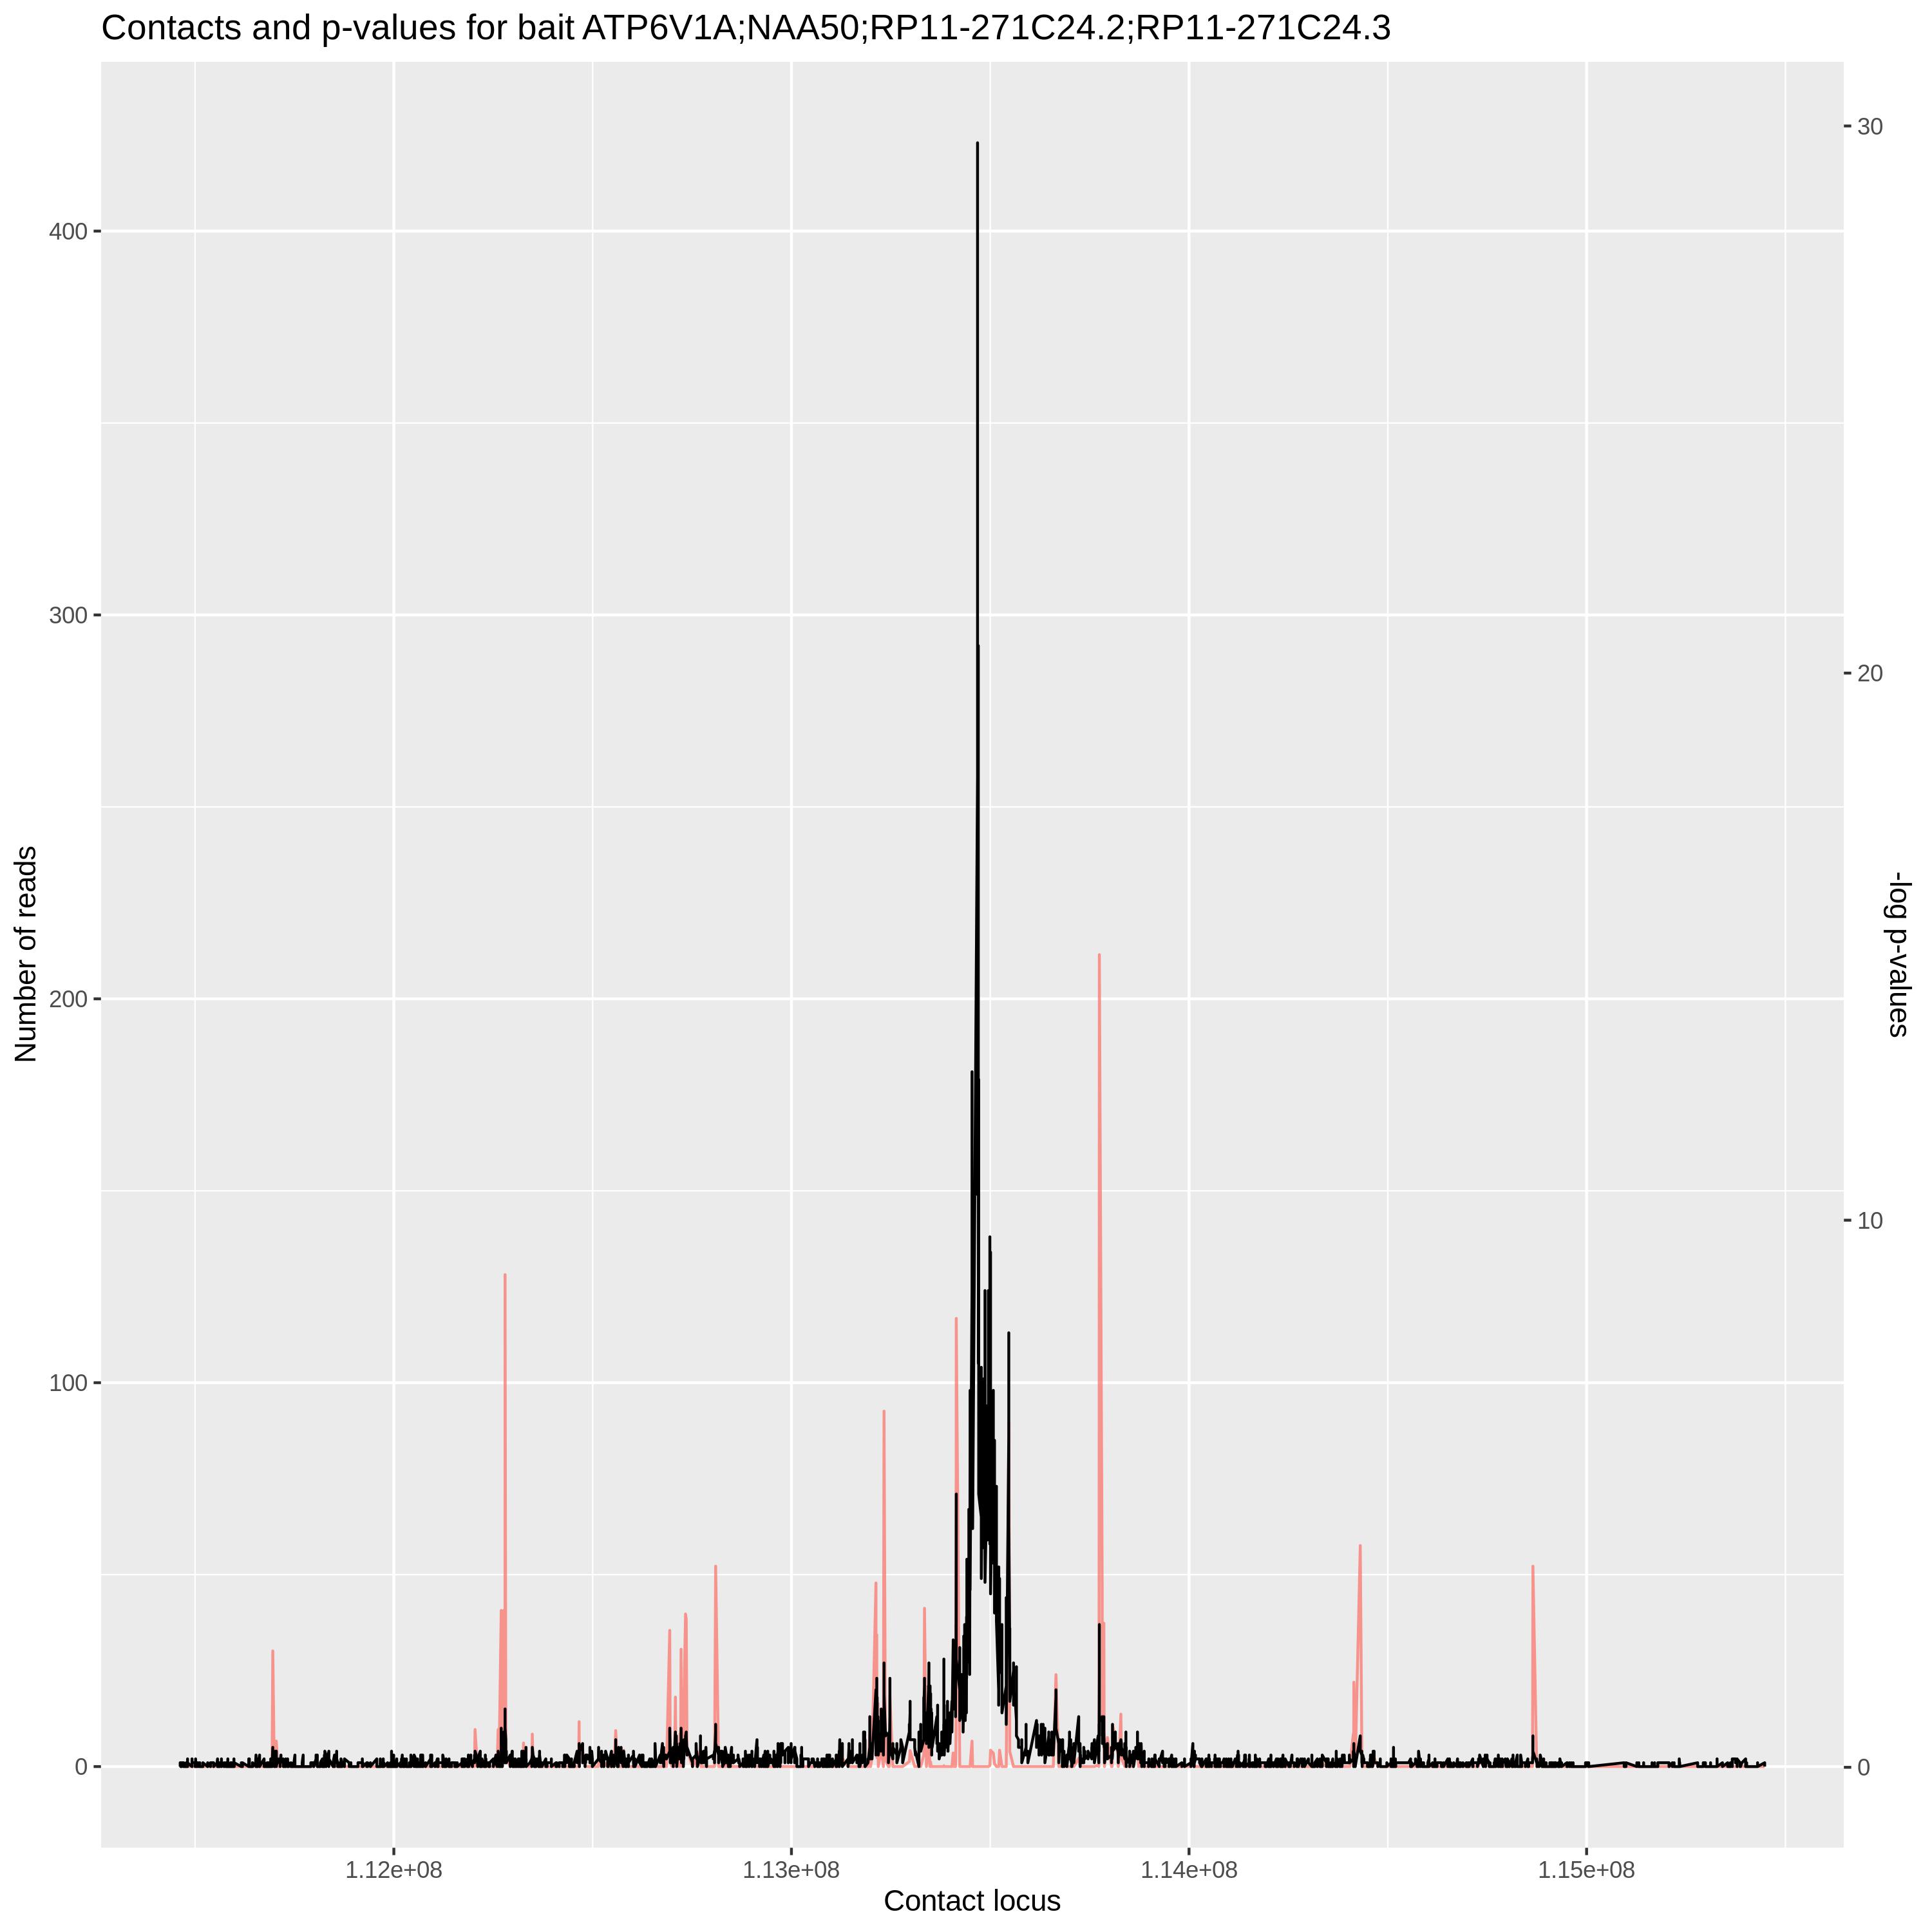 Contacts and p-values for bait ATP6V1A;NAA50;RP11-271C24.2;RP11-271C24.3
Number of reads
400
300
200
100
0
30
20
10
0
-log p-values
1.12e+08 1.13e+08 1.14e+08 1.15e+08
Contact locus